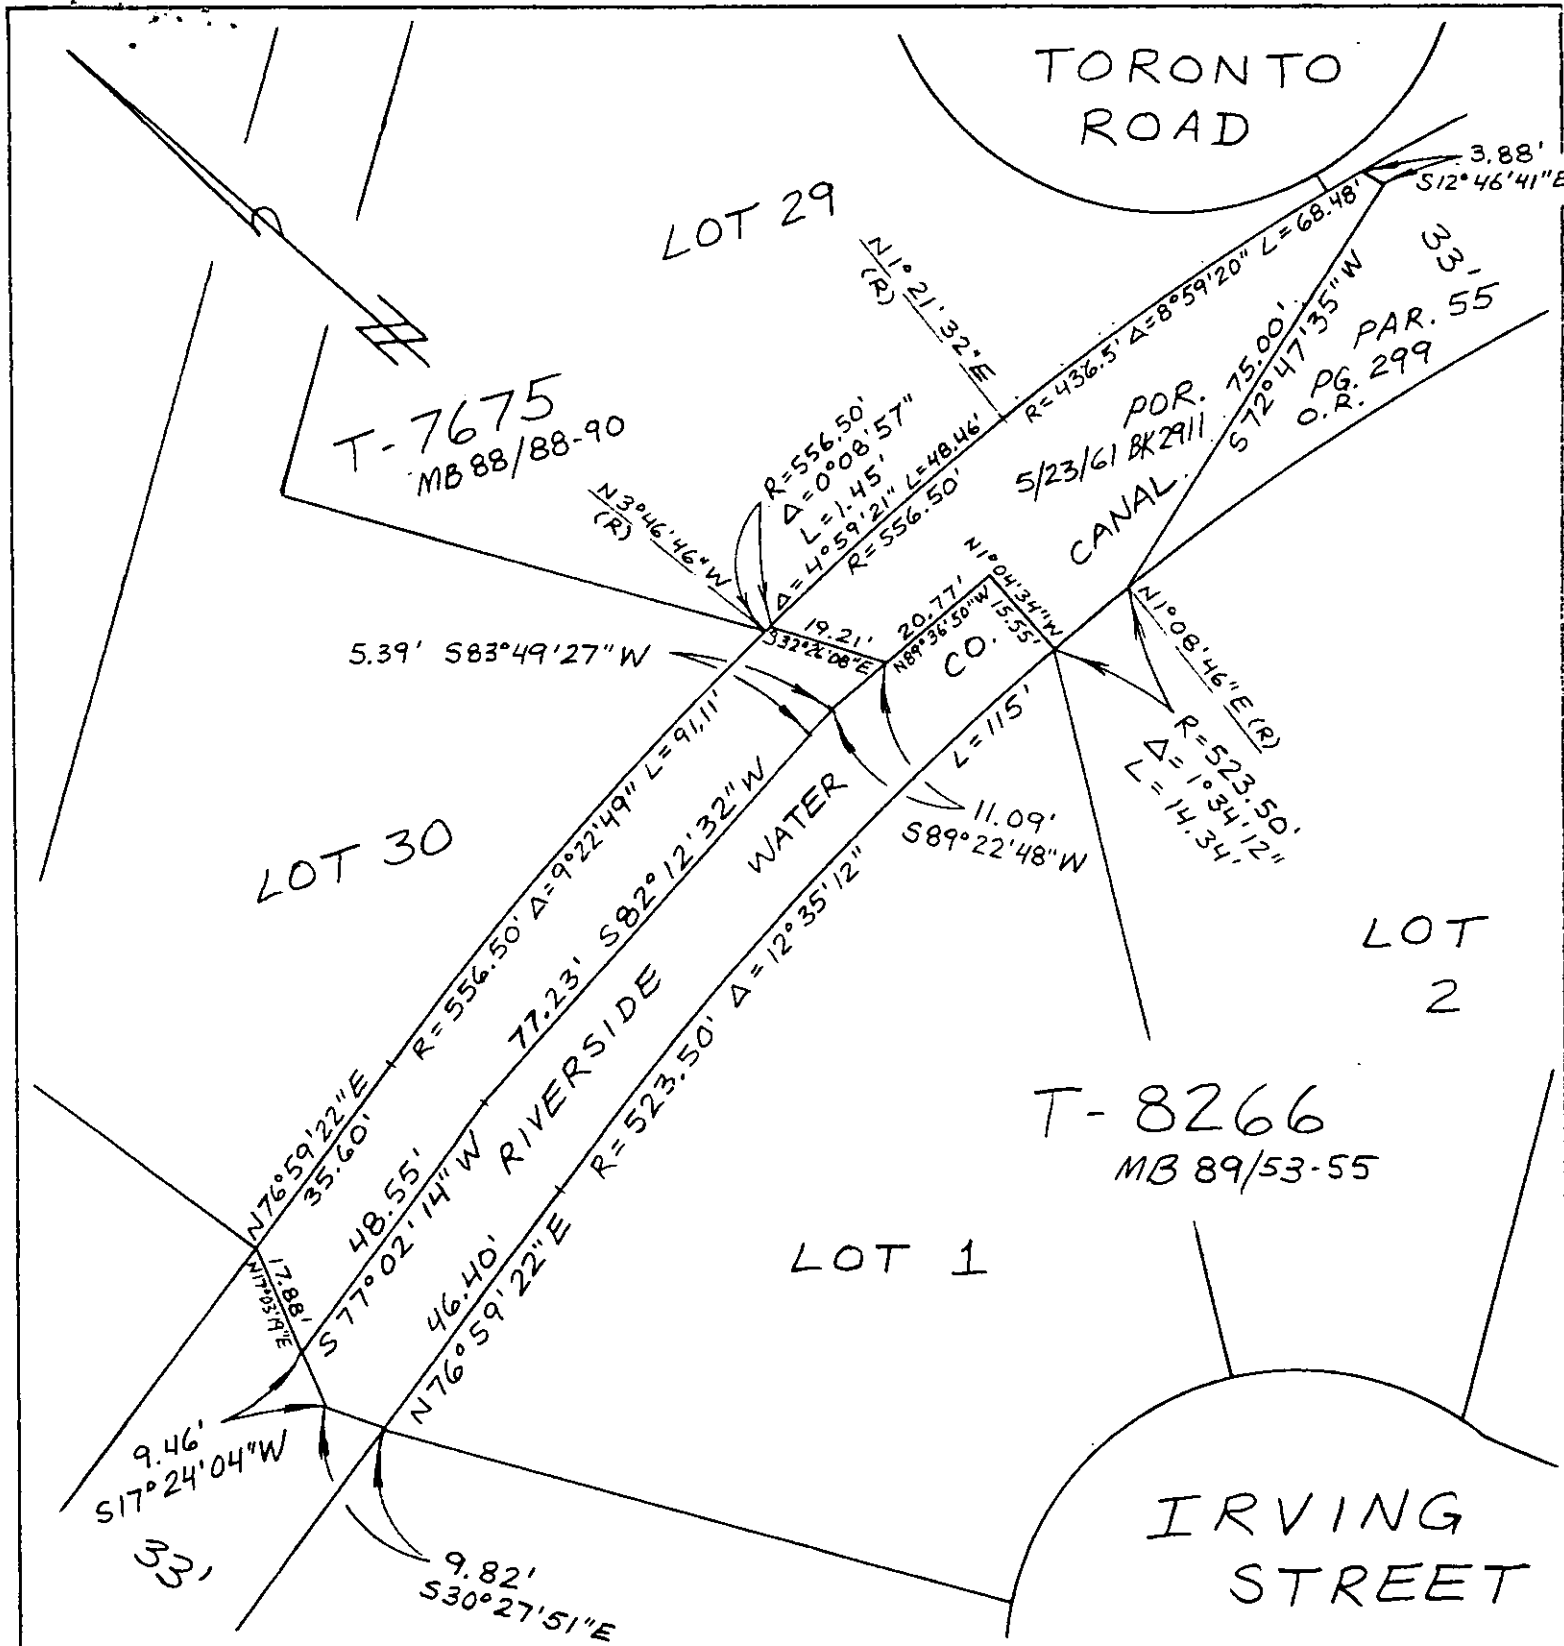 TORONTO
ROAD
3.88'
S12°46'41"E
LOT 29
N1°21'32"E
(R)
R=436.5' Δ=8°59'20" L=68.48'
33'
T-7675
MB 88/88-90
POR.
75.00'
S72°47'35"W
PAR. 55
5/23/61 BK2911
PG. 299
O.R.
CANAL
N3°46'46"W
(R)
R=556.50'
Δ=0°08'57"
L=1.45'
Δ=4°59'21" L=48.46'
R=556.50'
N1°04'34"W
15.55'
20.77'
N89°36'50"W
CO.
19.21'
S32°26'08"E
5.39' S83°49'27"W
N1°08'46"E(R)
R=523.50'
Δ=1°34'12"
L=14.34'
11.09'
S89°22'48"W
LOT 30
R=556.50' Δ=9°22'49" L=91.11'
77.23' S82°12'32"W
WATER
RIVERSIDE
R=523.50' Δ=12°35'12" L=115'
LOT
2
T-8266
MB 89/53-55
N76°59'22"E
35.60'
48.55'
S77°02'14"W
46.40'
N76°59'22"E
LOT 1
17.88'
N17°03'19"E
9.46'
S17°24'04"W
33'
9.82'
S30°27'51"E
IRVING
STREET